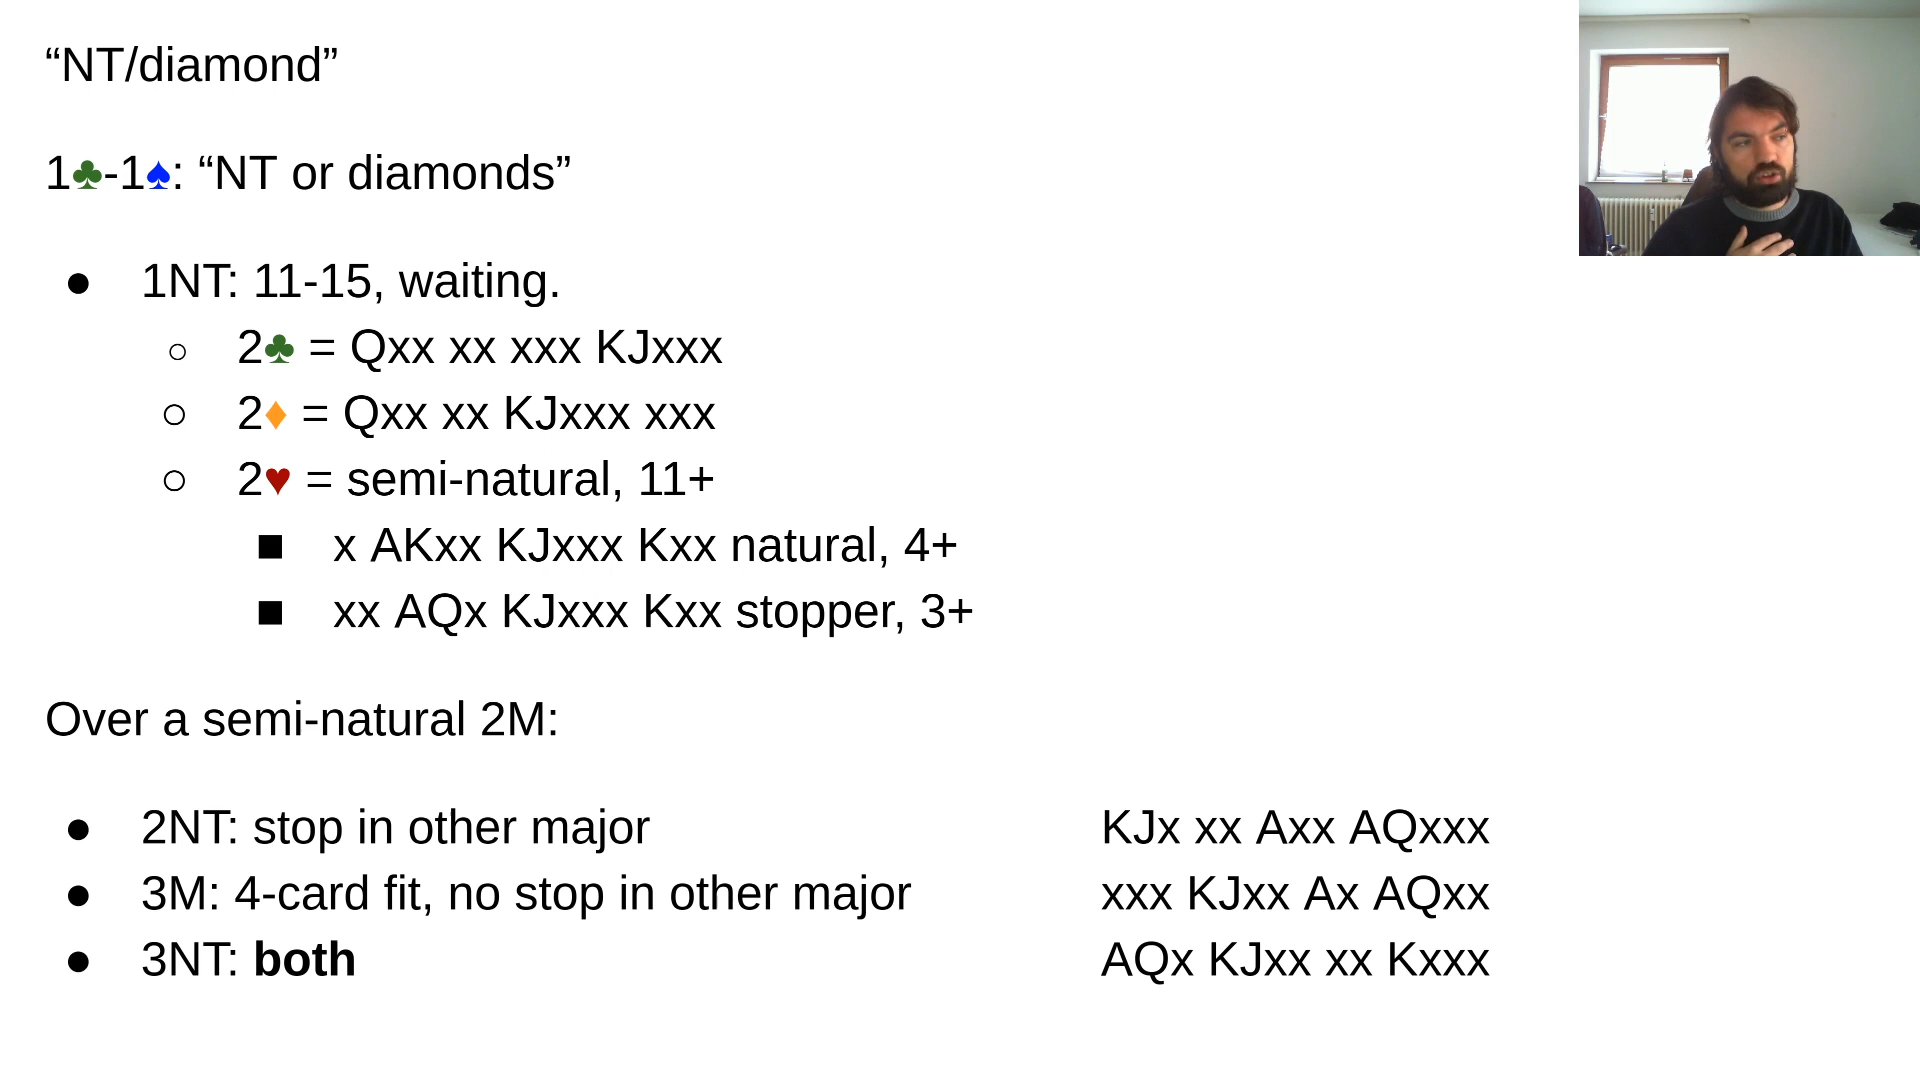 “NT/diamond”
1♣-1♠: “NT or diamonds”
● 1NT: 11-15, waiting.
○ 2♣ = Qxx xx xxx KJxxx
○ 2♦ = Qxx xx KJxxx xxx
○ 2♥ = semi-natural, 11+
■ x AKxx KJxxx Kxx natural, 4+
■ xx AQx KJxxx Kxx stopper, 3+
Over a semi-natural 2M:
● 2NT: stop in other major KJx xx Axx AQxxx
● 3M: 4-card fit, no stop in other major xxx KJxx Ax AQxx
● 3NT: both AQx KJxx xx Kxxx